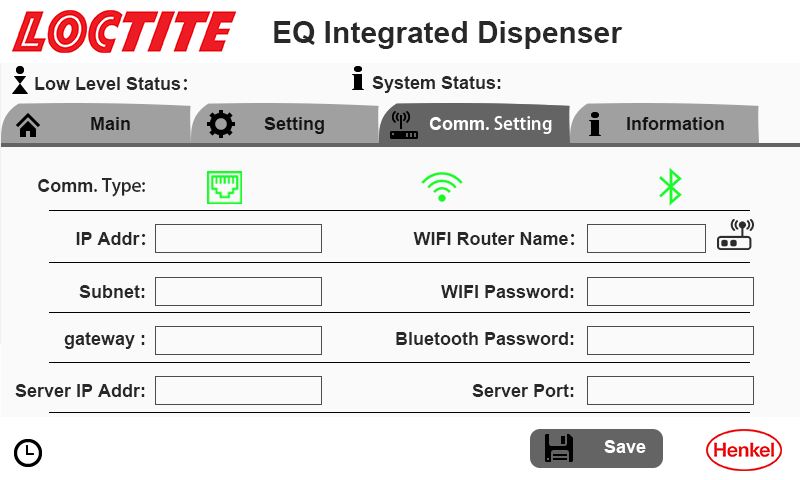 LOCTITE EQ Integrated Dispenser
Low Level Status: System Status:
Main Setting Comm. Setting Information
Comm. Type:
IP Addr: WIFI Router Name:
Subnet: WIFI Password:
gateway : Bluetooth Password:
Server IP Addr: Server Port:
Save Henkel